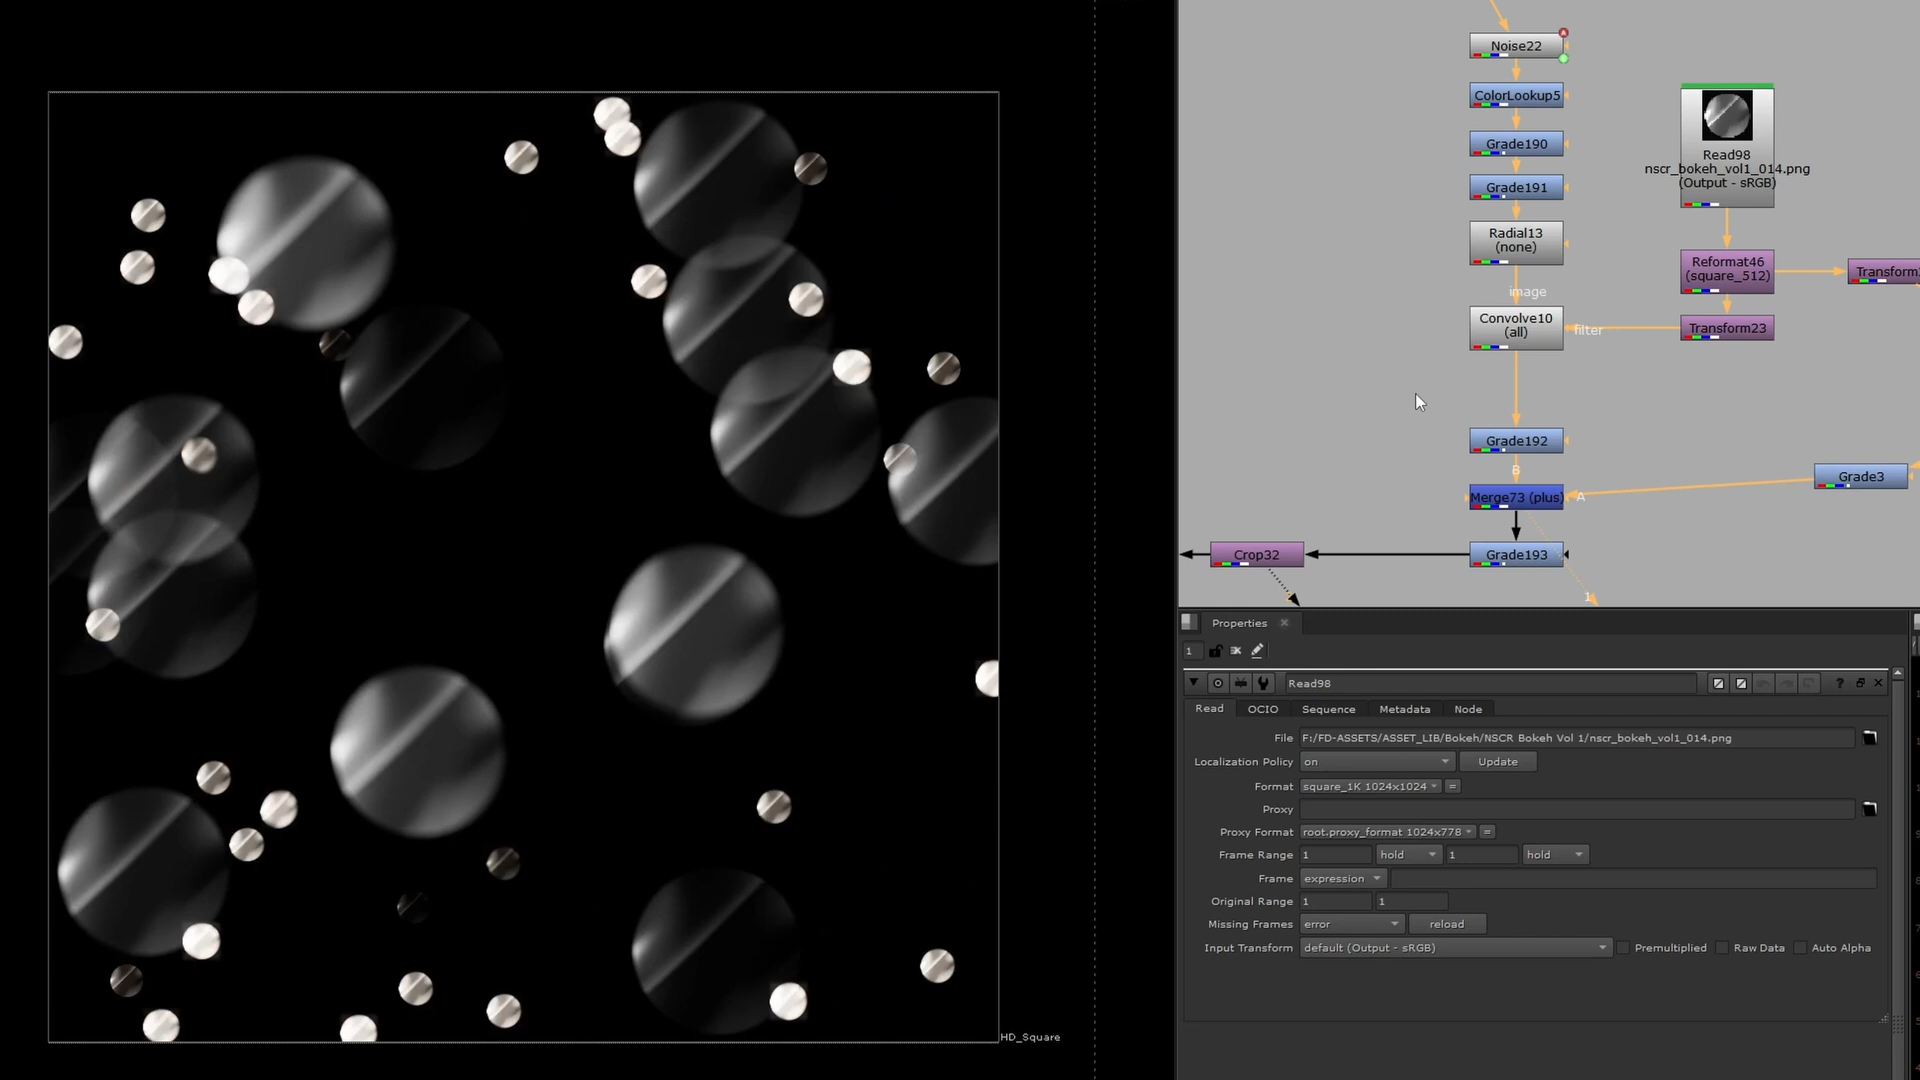 Noise22
ColorLookup5
Grade190
Grade191
Radial13
(none)
image
Convolve10
(all)
filter
Read98
nscr_bokeh_vol1_014.png
(Output - sRGB)
Reformat46
(square_512)
Transform23
Grade192
B
Merge73 (plus)
A
Grade3
Crop32
Grade193
1
HD_Square
Properties
1
Read98
?
Read OCIO Sequence Metadata Node
File F:/FD-ASSETS/ASSET_LIB/Bokeh/NSCR Bokeh Vol 1/nscr_bokeh_vol1_014.png
Localization Policy on Update
Format square_1K 1024x1024 =
Proxy
Proxy Format root.proxy_format 1024x778 =
Frame Range 1 hold 1 hold
Frame expression
Original Range 1 1
Missing Frames error reload
Input Transform default (Output - sRGB) Premultiplied Raw Data Auto Alpha